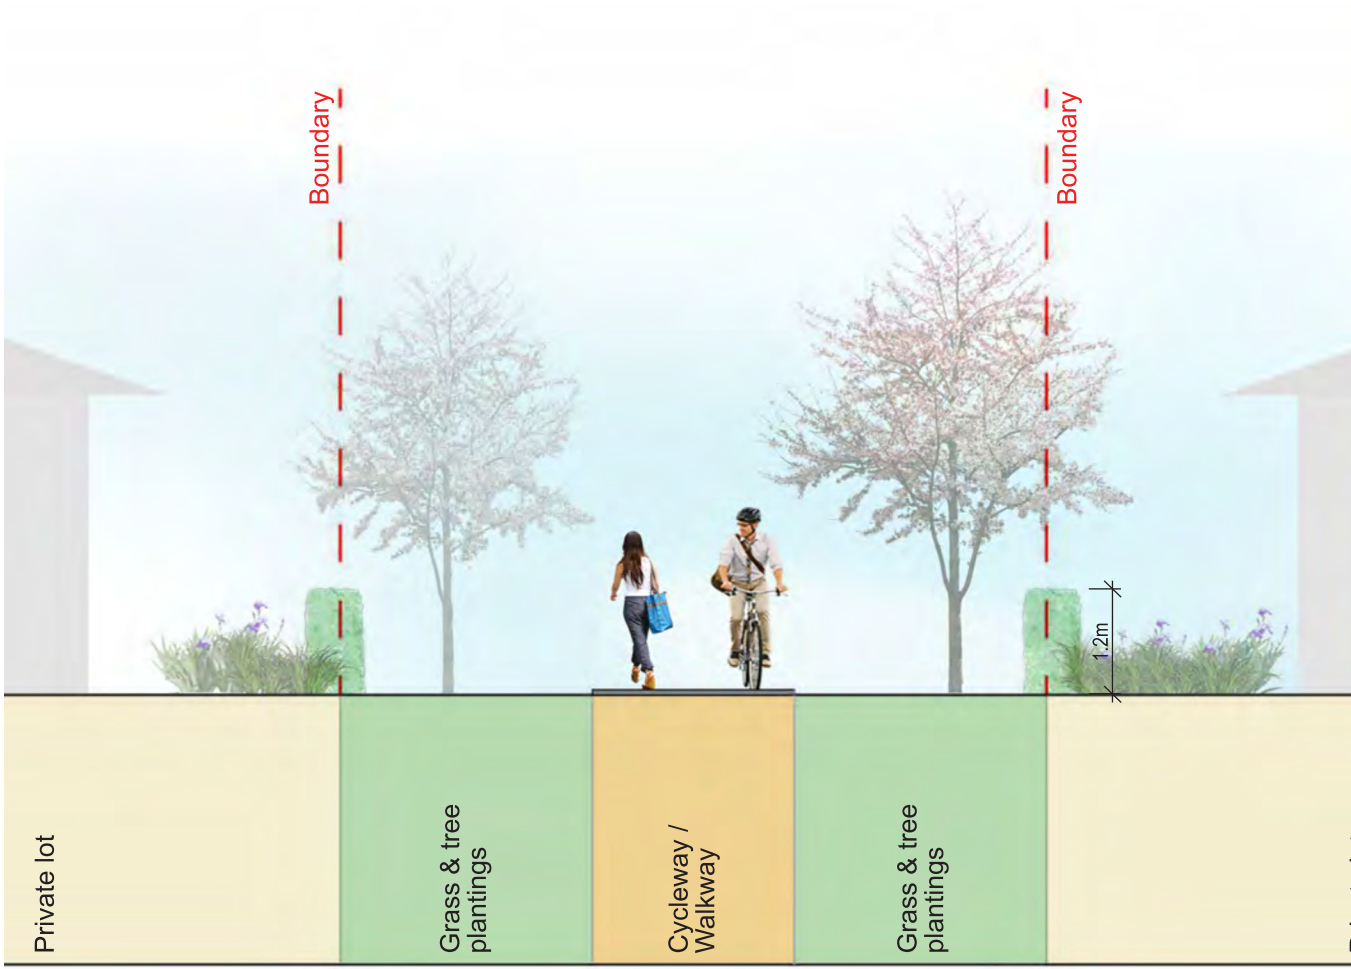 Boundary
Boundary
1.2m
Private lot
Grass & tree
plantings
Cycleway /
Walkway
Grass & tree
plantings